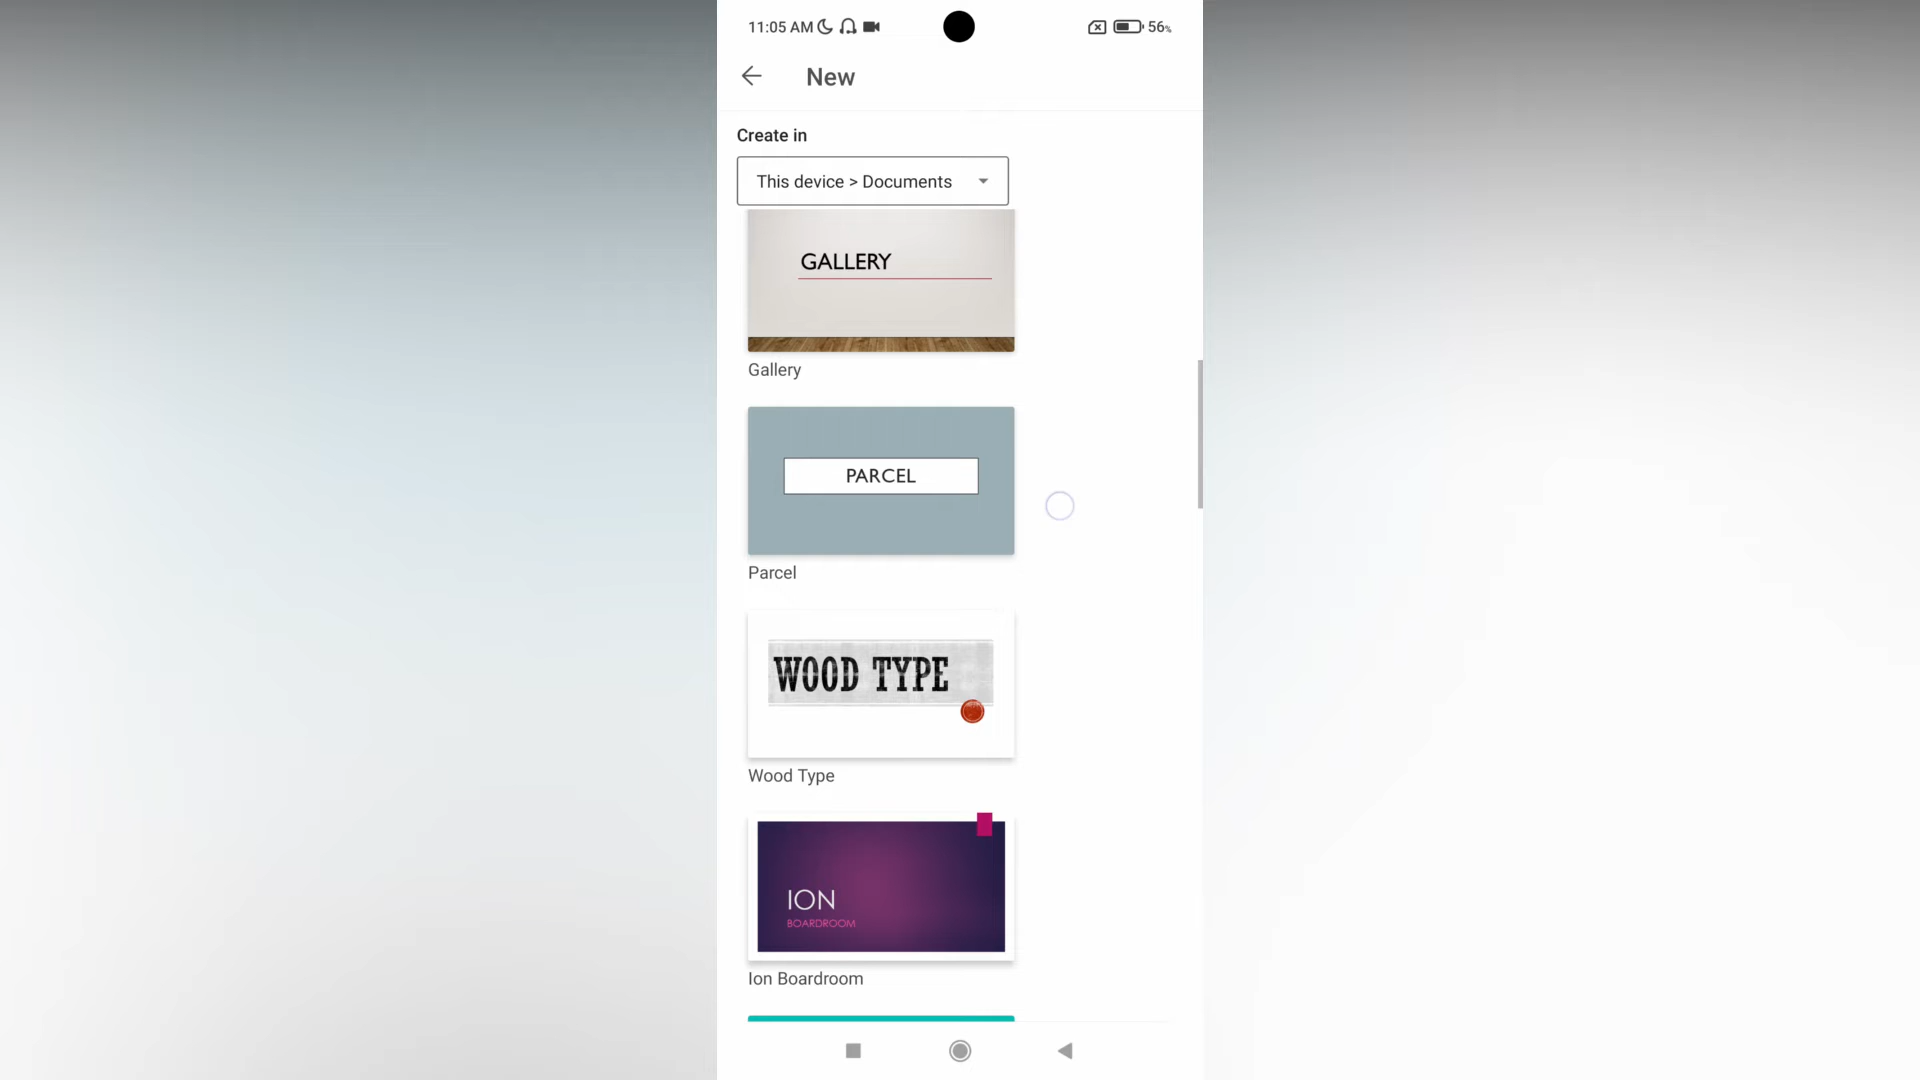 11:05 AM
56%
New
Create in
This device > Documents
GALLERY
Gallery
PARCEL
Parcel
WOOD TYPE
Wood Type
ION
BOARDROOM
Ion Boardroom